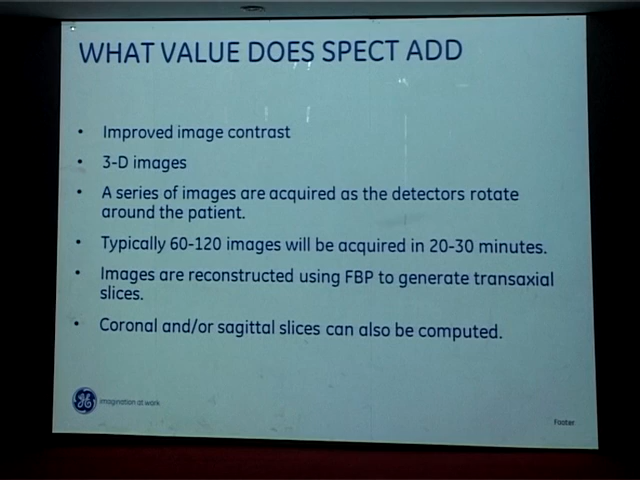 WHAT VALUE DOES SPECT ADD
• Improved image contrast
• 3-D images
• A series of images are acquired as the detectors rotate
around the patient.
• Typically 60-120 images will be acquired in 20-30 minutes.
• Images are reconstructed using FBP to generate transaxial
slices.
• Coronal and/or sagittal slices can also be computed.
GE imagination at work
Footer